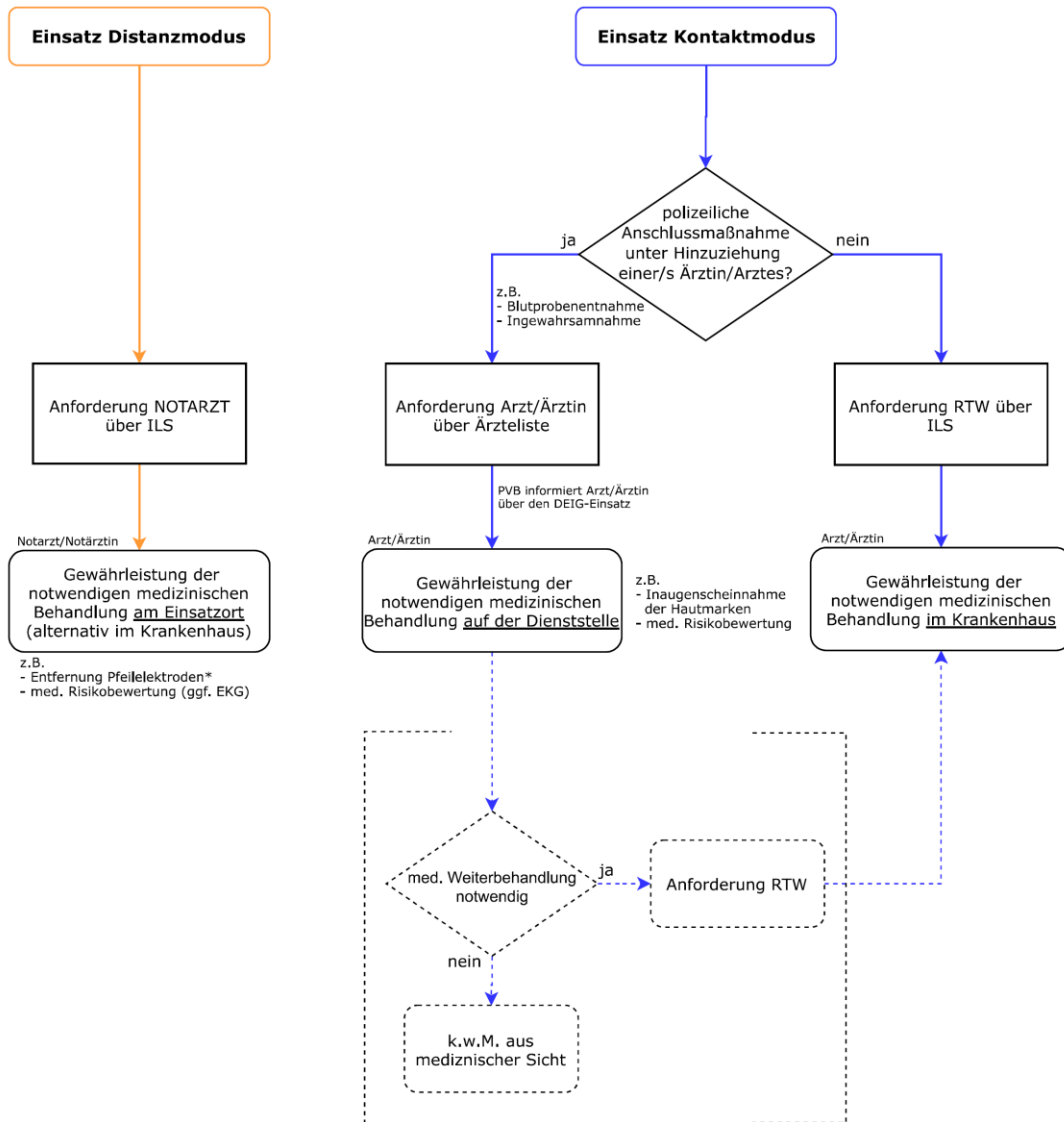 Einsatz Distanzmodus
Einsatz Kontaktmodus
polizeiliche
Anschlussmaßnahme
unter Hinzuziehung
einer/s Ärztin/Arztes?
ja
nein
z.B.
- Blutprobenentnahme
- Ingewahrsamnahme
Anforderung NOTARZT
über ILS
Anforderung Arzt/Ärztin
über Ärzteliste
Anforderung RTW über
ILS
PVB informiert Arzt/Ärztin
über den DEIG-Einsatz
Notarzt/Notärztin
Gewährleistung der
notwendigen medizinischen
Behandlung am Einsatzort
(alternativ im Krankenhaus)
z.B.
- Entfernung Pfeilelektroden*
- med. Risikobewertung (ggf. EKG)
Arzt/Ärztin
Gewährleistung der
notwendigen medizinischen
Behandlung auf der Dienststelle
z.B.
- Inaugenscheinnahme
der Hautmarken
- med. Risikobewertung
Arzt/Ärztin
Gewährleistung der
notwendigen medizinischen
Behandlung im Krankenhaus
med. Weiterbehandlung
notwendig
ja
Anforderung RTW
nein
k.w.M. aus
mediznischer Sicht